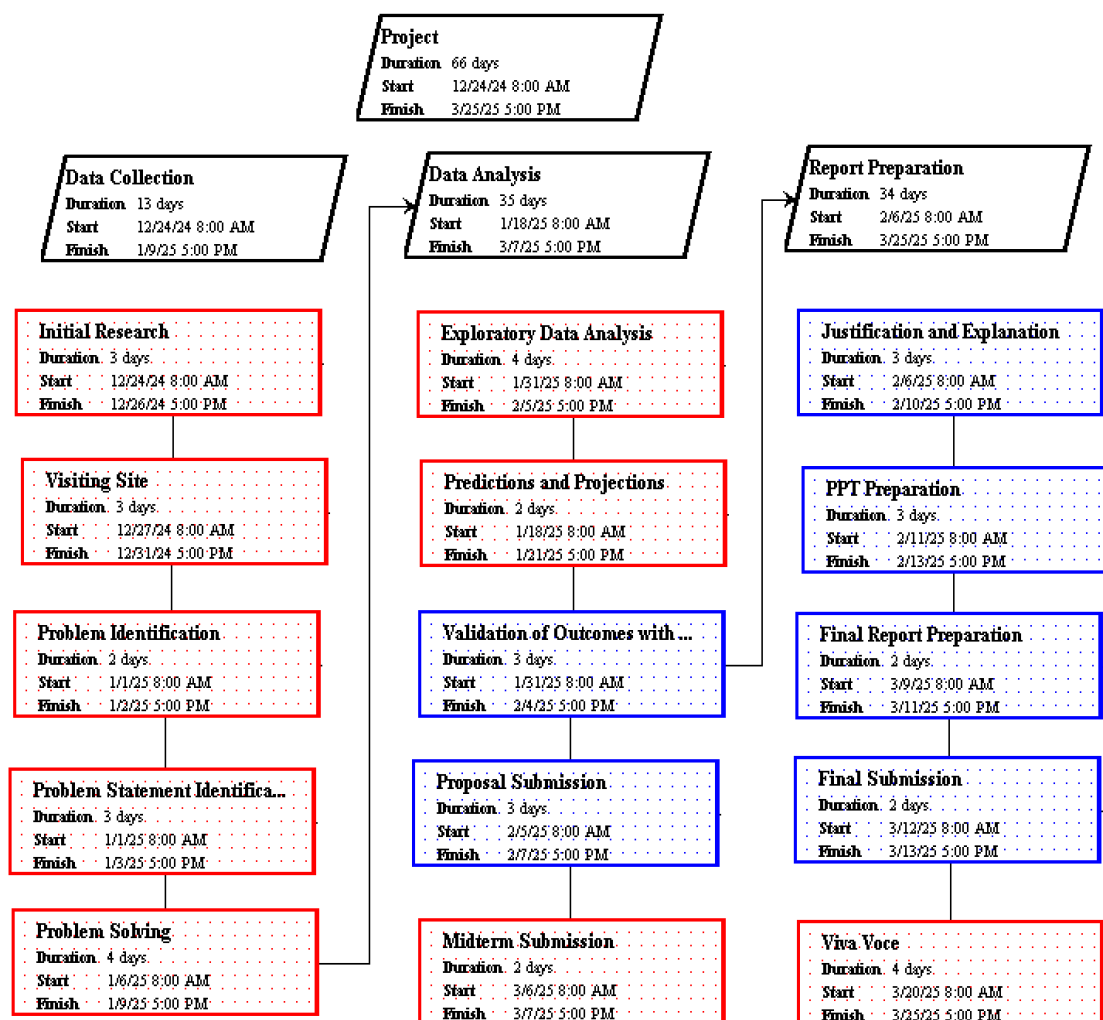 Project
Duration 66 days
Start 12/24/24 8:00 AM
Finish 3/25/25 5:00 PM
Data Collection
Duration 13 days
Start 12/24/24 8:00 AM
Finish 1/9/25 5:00 PM
Data Analysis
Duration 35 days
Start 1/18/25 8:00 AM
Finish 3/7/25 5:00 PM
Report Preparation
Duration 34 days
Start 2/6/25 8:00 AM
Finish 3/25/25 5:00 PM
Initial Research
Duration 3 days
Start 12/24/24 8:00 AM
Finish 12/26/24 5:00 PM
Visiting Site
Duration 3 days
Start 12/27/24 8:00 AM
Finish 12/31/24 5:00 PM
Problem Identification
Duration 2 days
Start 1/1/25 8:00 AM
Finish 1/2/25 5:00 PM
Problem Statement Identifica...
Duration 3 days
Start 1/1/25 8:00 AM
Finish 1/3/25 5:00 PM
Problem Solving
Duration 4 days
Start 1/6/25 8:00 AM
Finish 1/9/25 5:00 PM
Exploratory Data Analysis
Duration 4 days
Start 1/31/25 8:00 AM
Finish 2/5/25 5:00 PM
Predictions and Projections
Duration 2 days
Start 1/18/25 8:00 AM
Finish 1/21/25 5:00 PM
Validation of Outcomes with ...
Duration 3 days
Start 1/31/25 8:00 AM
Finish 2/4/25 5:00 PM
Proposal Submission
Duration 3 days
Start 2/5/25 8:00 AM
Finish 2/7/25 5:00 PM
Midterm Submission
Duration 2 days
Start 3/6/25 8:00 AM
Finish 3/7/25 5:00 PM
Justification and Explanation
Duration 3 days
Start 2/6/25 8:00 AM
Finish 2/10/25 5:00 PM
PPT Preparation
Duration 3 days
Start 2/11/25 8:00 AM
Finish 2/13/25 5:00 PM
Final Report Preparation
Duration 2 days
Start 3/9/25 8:00 AM
Finish 3/11/25 5:00 PM
Final Submission
Duration 2 days
Start 3/12/25 8:00 AM
Finish 3/13/25 5:00 PM
Viva Voce
Duration 4 days
Start 3/20/25 8:00 AM
Finish 3/25/25 5:00 PM